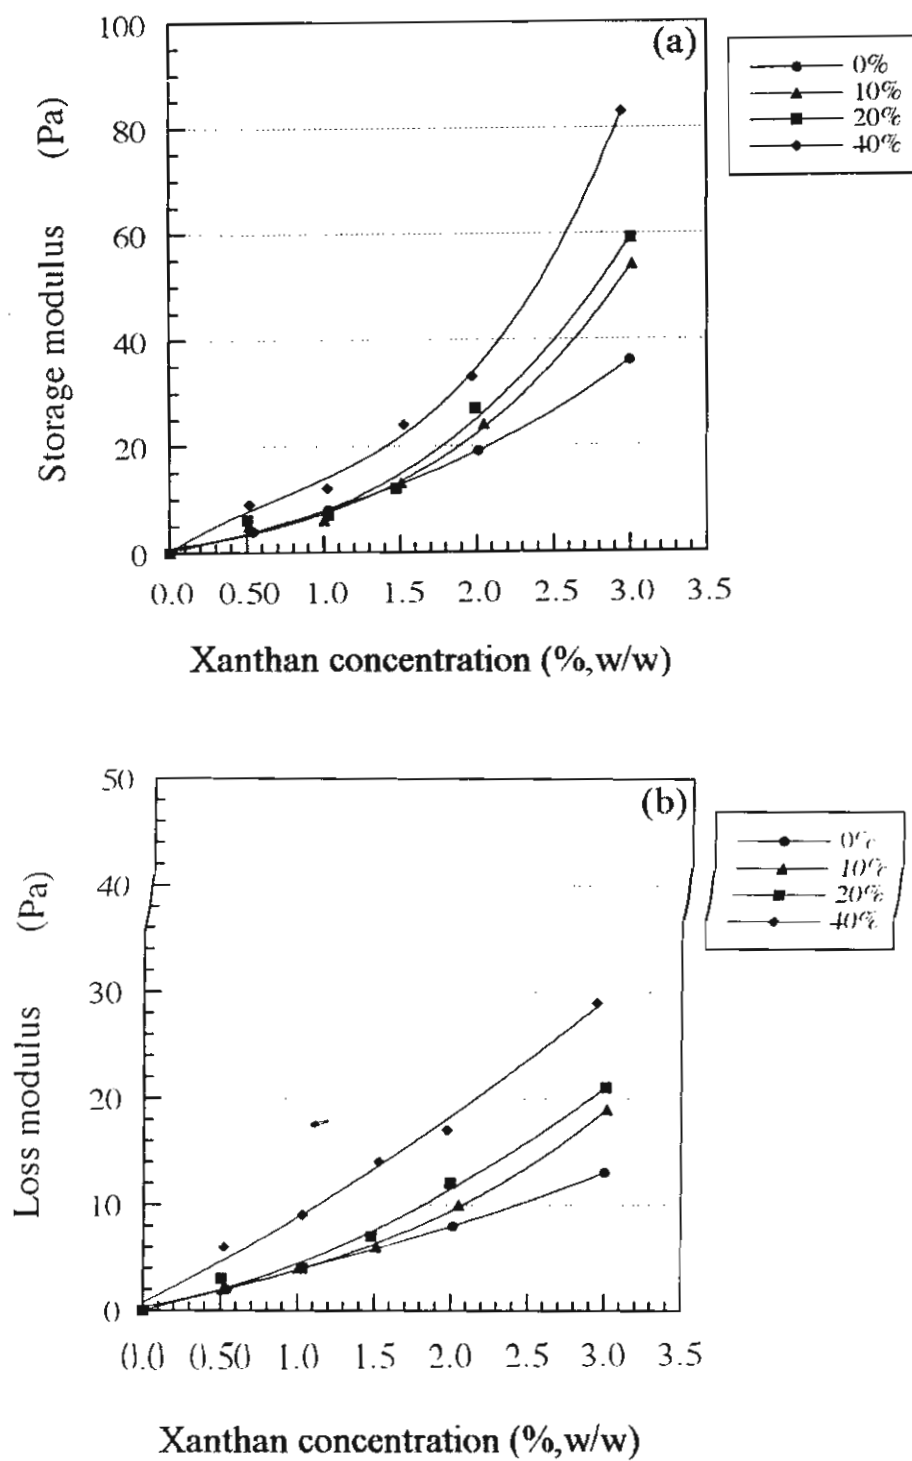 (a)
100
80
60
40
20
0
Storage modulus (Pa)
0.0 0.50 1.0 1.5 2.0 2.5 3.0 3.5
Xanthan concentration (%,w/w)
0%
10%
20%
40%
(b)
50
40
30
20
10
0
Loss modulus (Pa)
0.0 0.50 1.0 1.5 2.0 2.5 3.0 3.5
Xanthan concentration (%,w/w)
0%
10%
20%
40%